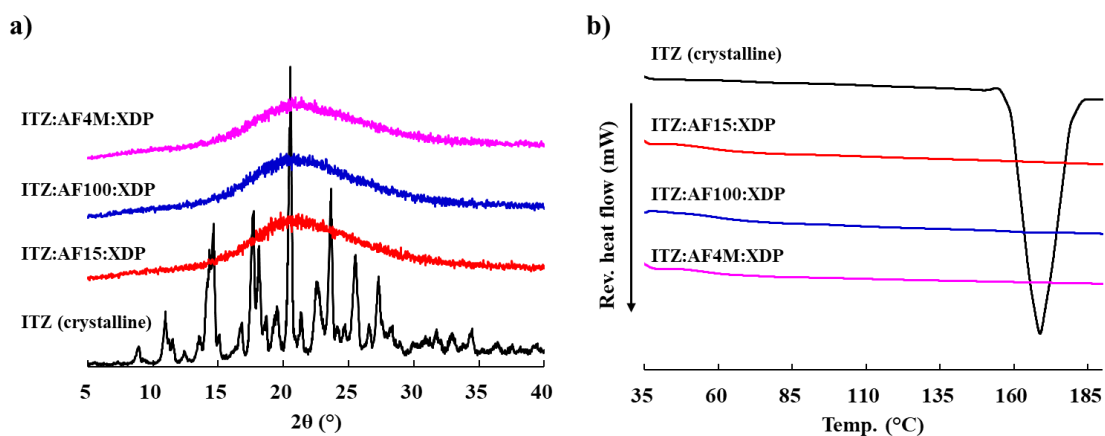 a)
ITZ:AF4M:XDP
ITZ:AF100:XDP
ITZ:AF15:XDP
ITZ (crystalline)
5 10 15 20 25 30 35 40
2θ (°)
b)
ITZ (crystalline)
ITZ:AF15:XDP
ITZ:AF100:XDP
ITZ:AF4M:XDP
Rev. heat flow (mW)
35 60 85 110 135 160 185
Temp. (°C)